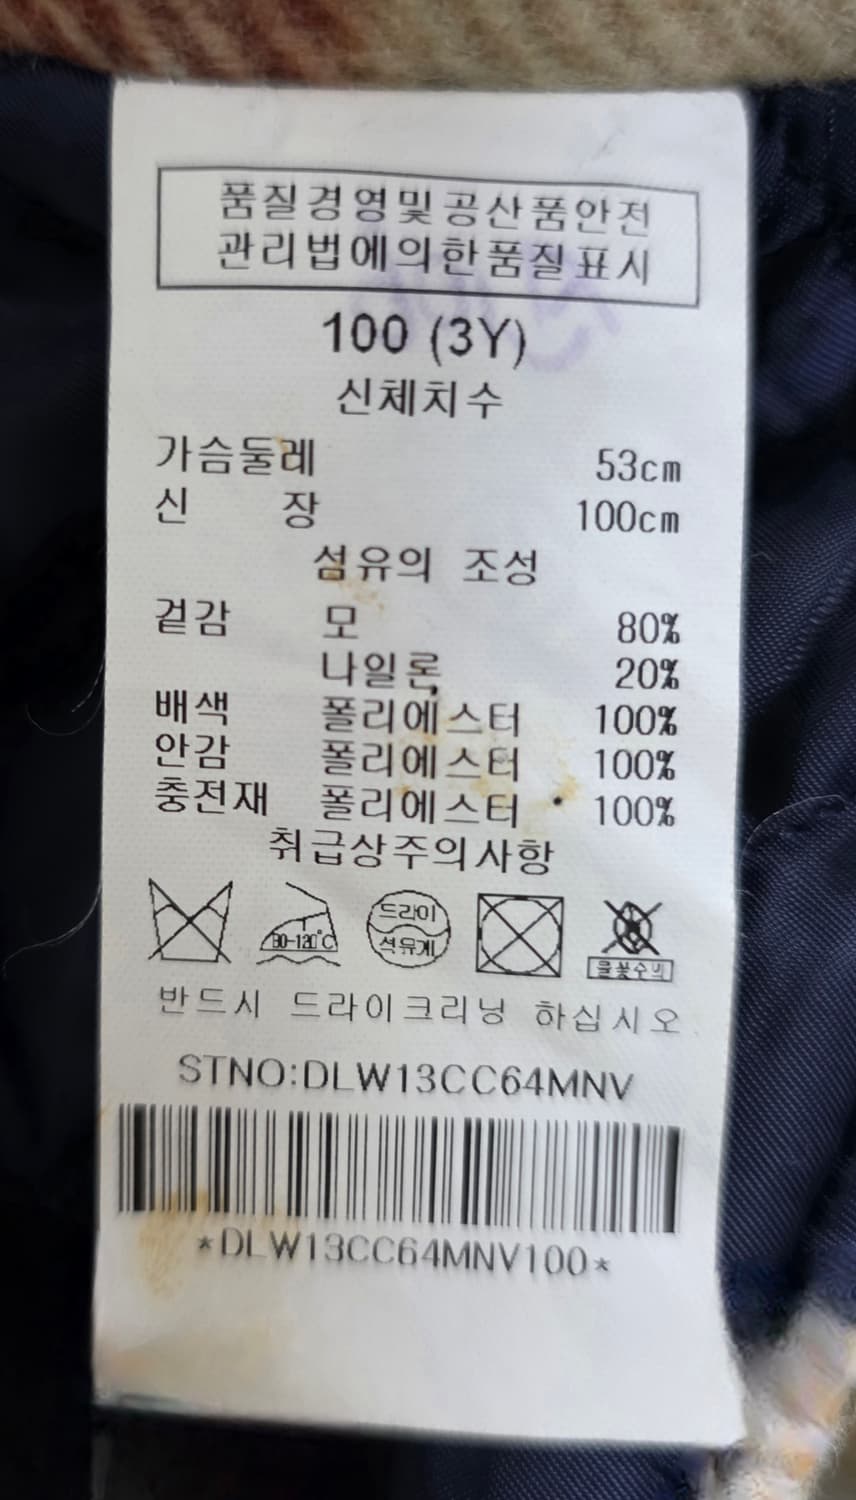 품질경영및공산품안전
관리법에의한품질표시
100 (3Y)
신체치수
가슴둘레 53cm
신 장 100cm
섬유의 조성
겉감 모 80%
나일론 20%
배색 폴리에스터 100%
안감 폴리에스터 100%
충전재 폴리에스터 100%
취급상주의사항
80-120°C
드라이
석유계
반드시 드라이크리닝 하십시오
STNO:DLW13CC64MNV
*DLW13CC64MNV100*